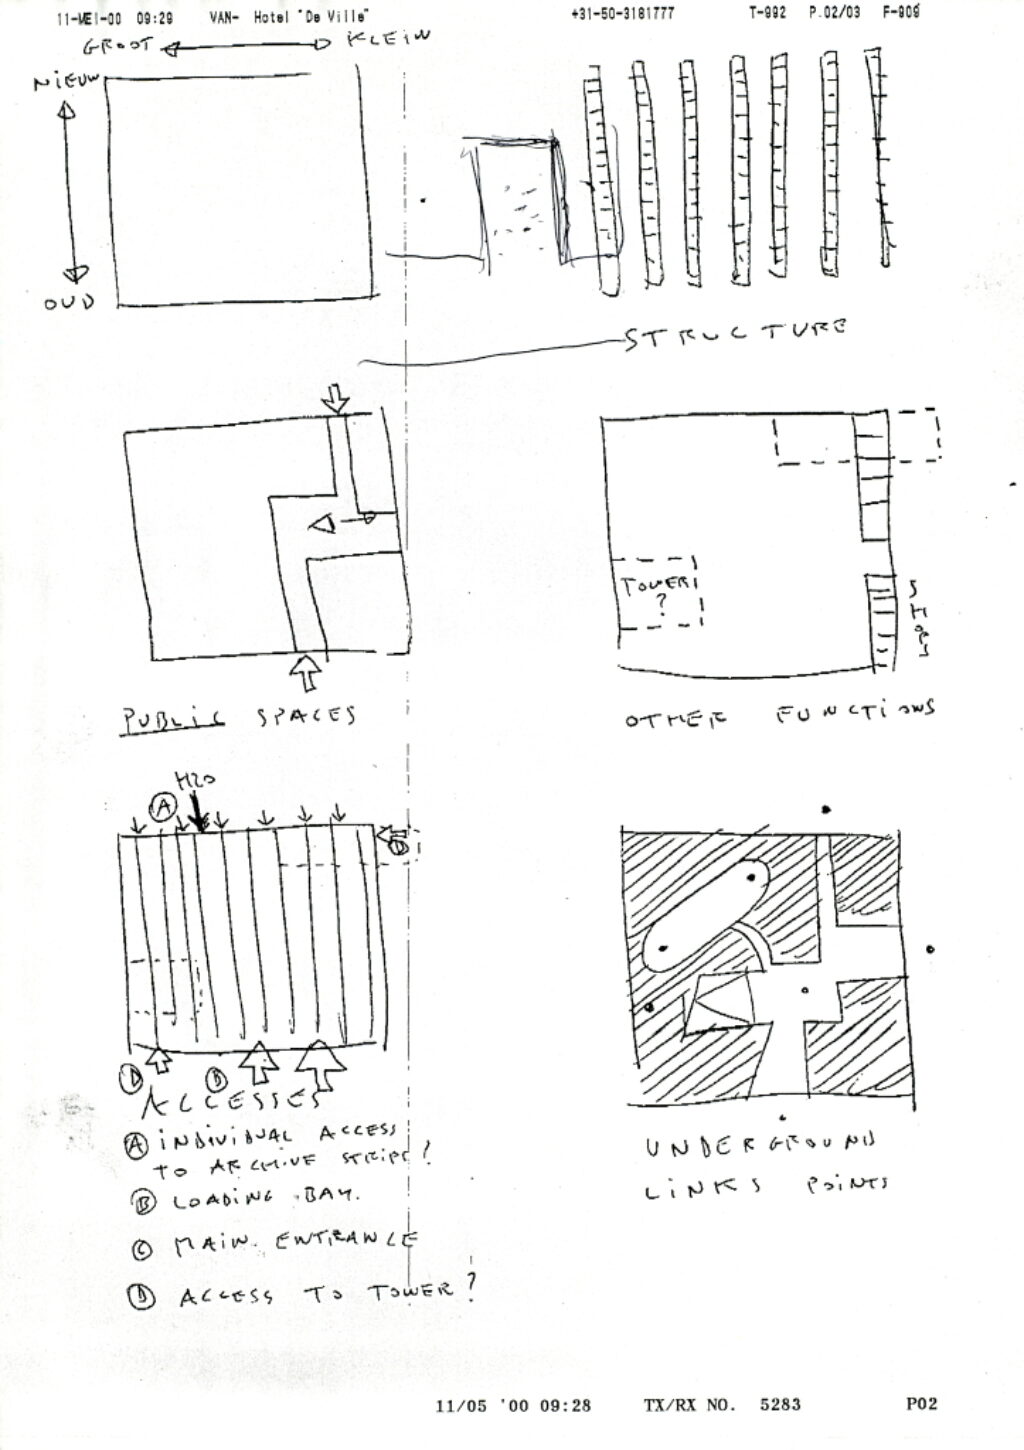 11-MEI-00 09:29 VAN- Hotel "De Ville" +31-50-3181777 T-992 P.02/03 F-909
GROOT KLEIN
NIEUW
OUD
STRUCTURE
TOWER
?
SHOPS
PUBLIC SPACES
OTHER FUNCTIONS
H2O
A
D
D
B
ACCESSES
A INDIVIDUAL ACCESS
TO ARCHIVE STRIPS?
B LOADING BAY.
C MAIN ENTRANCE
D ACCESS TO TOWER?
UNDERGROUND
LINKS POINTS
11/05 '00 09:28 TX/RX NO. 5283 P02